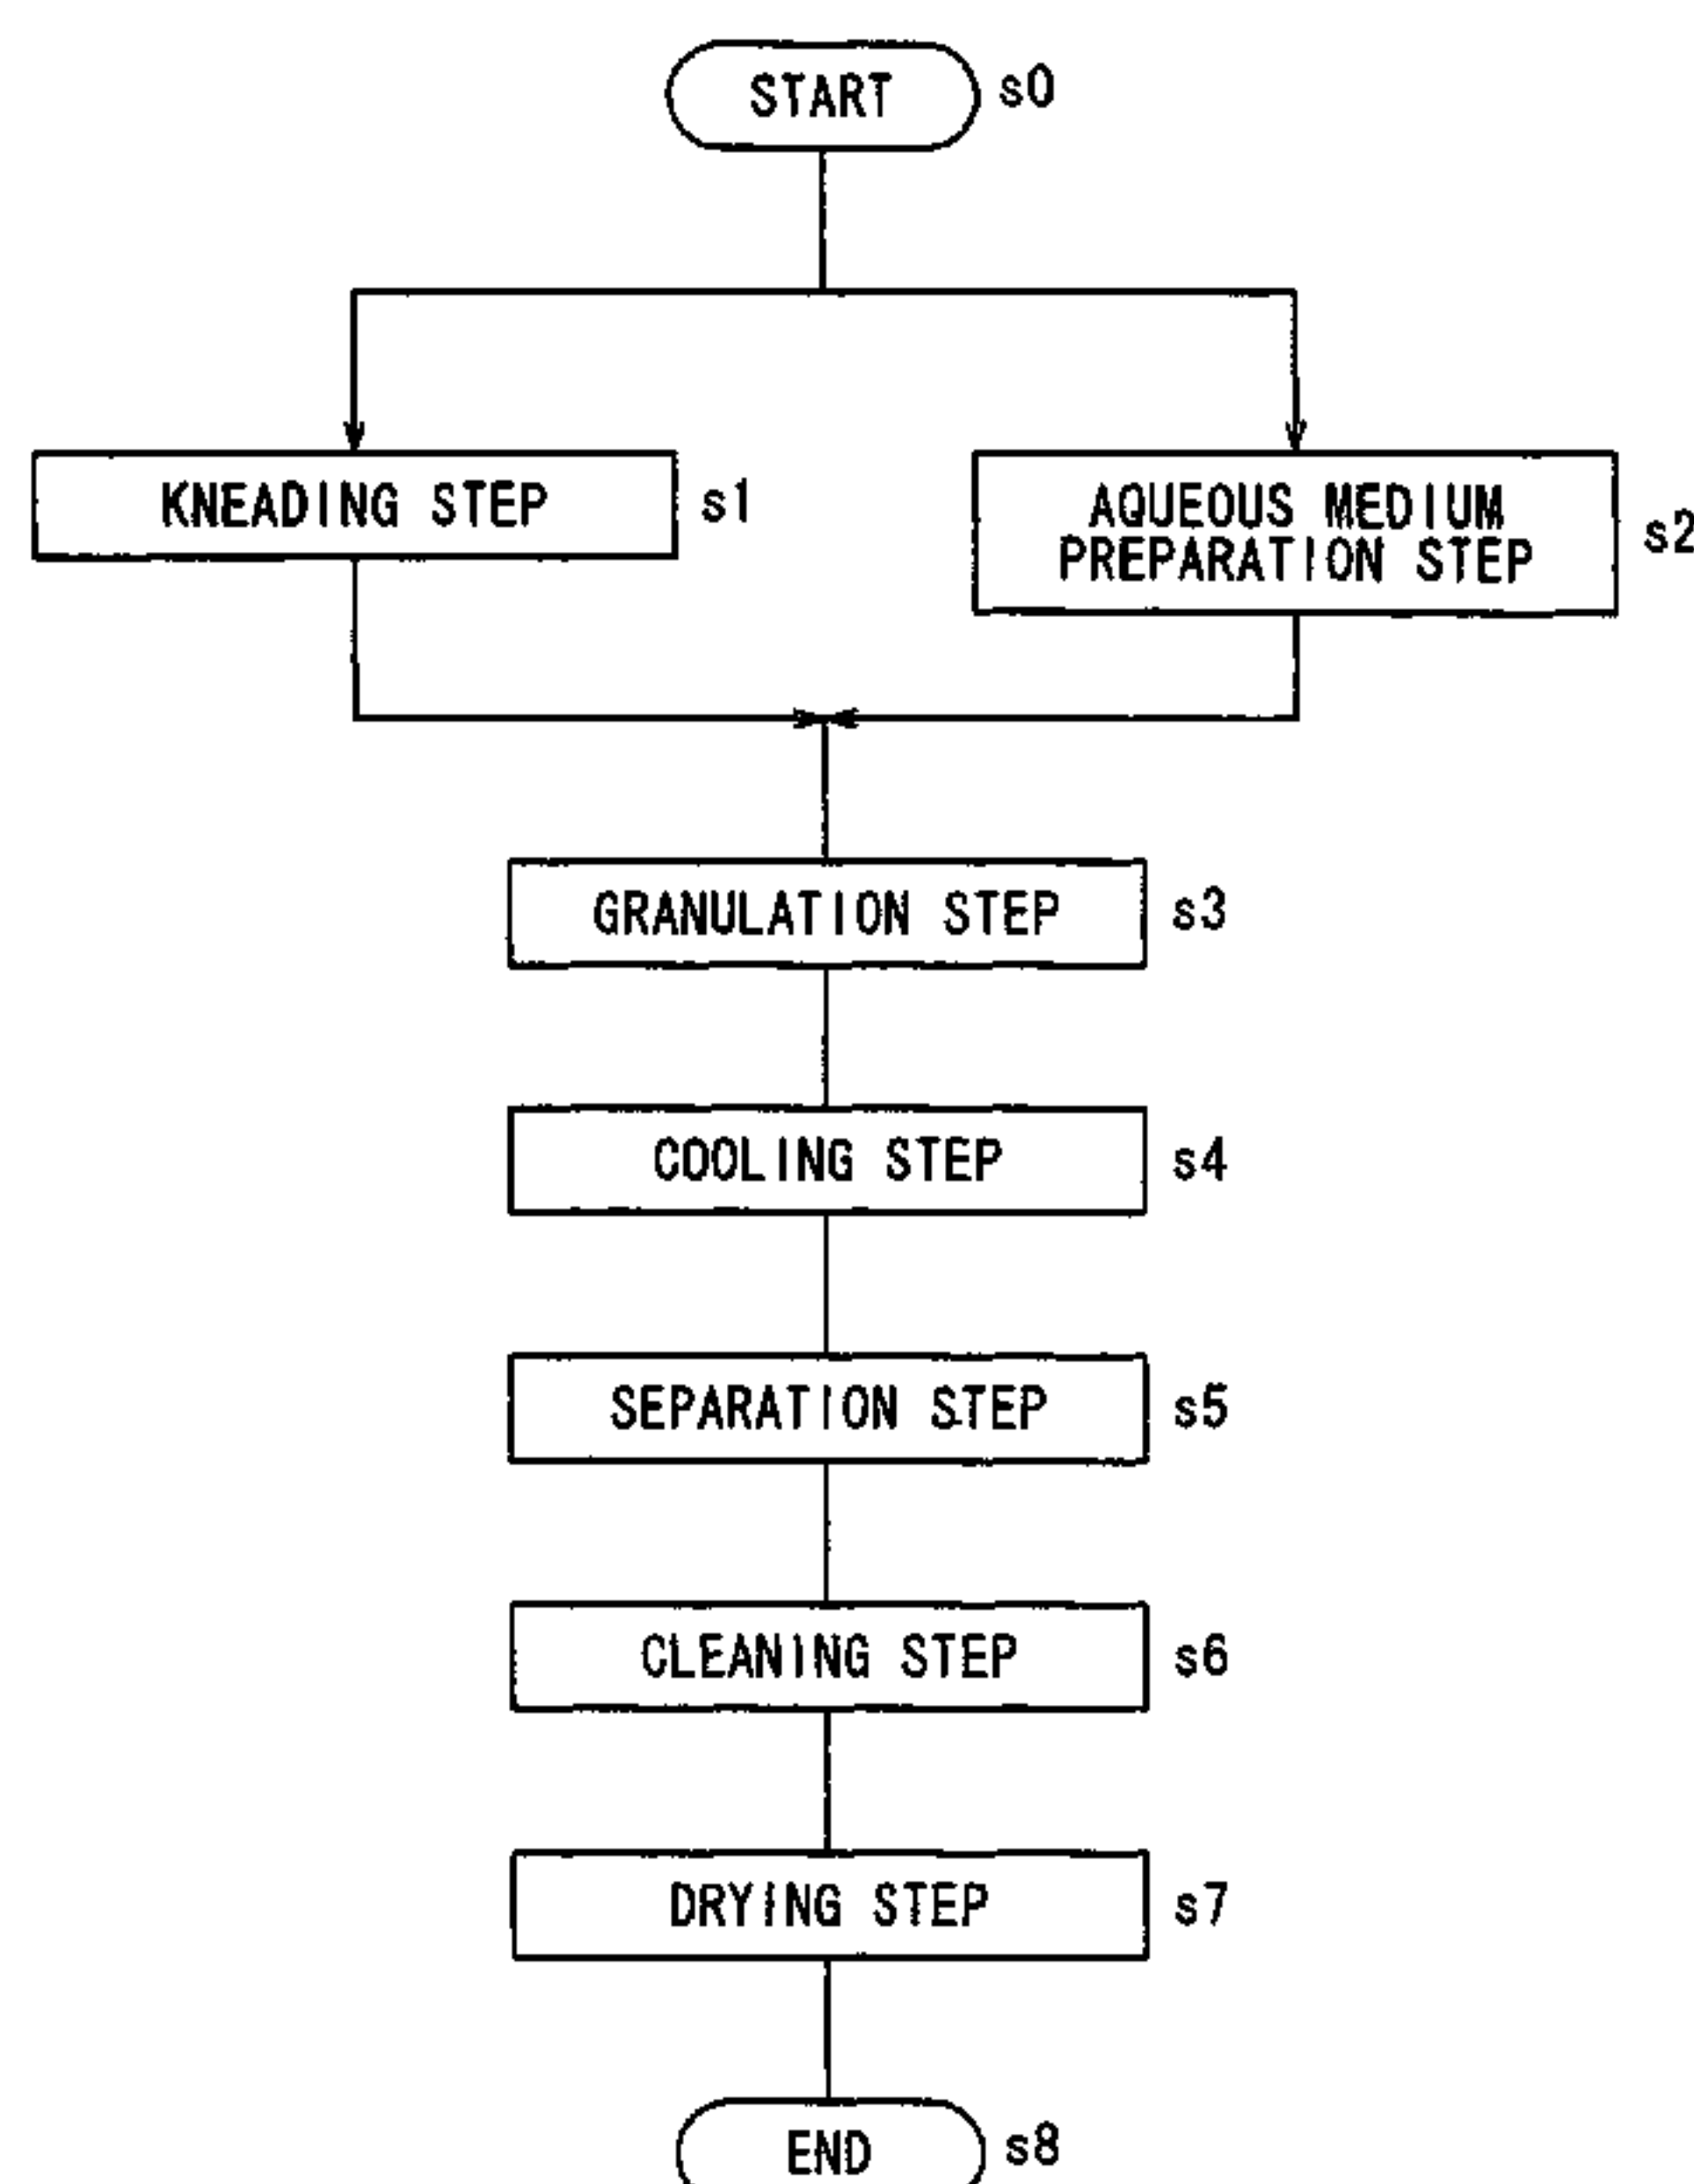 START s0
KNEADING STEP s1
AQUEOUS MEDIUM
PREPARATION STEP s2
GRANULATION STEP s3
COOLING STEP s4
SEPARATION STEP s5
CLEANING STEP s6
DRYING STEP s7
END s8